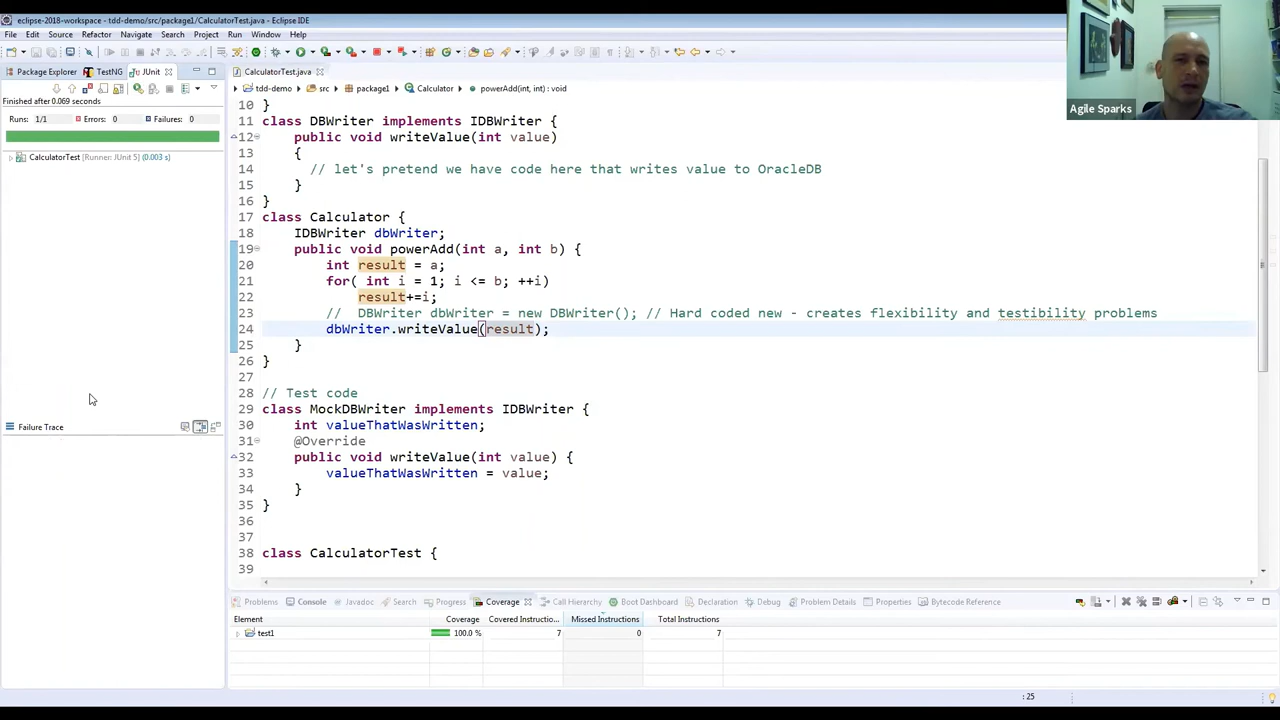 eclipse-2018-workspace - tdd-demo/src/package1/CalculatorTest.java - Eclipse IDE
File Edit Source Refactor Navigate Search Project Run Window Help
Package Explorer TestNG JUnit
Finished after 0.069 seconds
Runs: 1/1 Errors: 0 Failures: 0
CalculatorTest [Runner: JUnit 5] (0.003 s)
Failure Trace
CalculatorTest.java
tdd-demo src package1 Calculator powerAdd(int, int) : void
10 }
11 class DBWriter implements IDBWriter {
12 public void writeValue(int value)
13 {
14 // let's pretend we have code here that writes value to OracleDB
15 }
16 }
17 class Calculator {
18 IDBWriter dbWriter;
19 public void powerAdd(int a, int b) {
20 int result = a;
21 for( int i = 1; i <= b; ++i)
22 result+=i;
23 // DBWriter dbWriter = new DBWriter(); // Hard coded new - creates flexibility and testibility problems
24 dbWriter.writeValue(result);
25 }
26 }
27
28 // Test code
29 class MockDBWriter implements IDBWriter {
30 int valueThatWasWritten;
31 @Override
32 public void writeValue(int value) {
33 valueThatWasWritten = value;
34 }
35 }
36
37
38 class CalculatorTest {
39
Agile Sparks
Problems Console Javadoc Search Progress Coverage Call Hierarchy Boot Dashboard Declaration Debug Problem Details Properties Bytecode Reference
Element Coverage Covered Instructio... Missed Instructions Total Instructions
test1 100.0 % 7 0 7
: 25